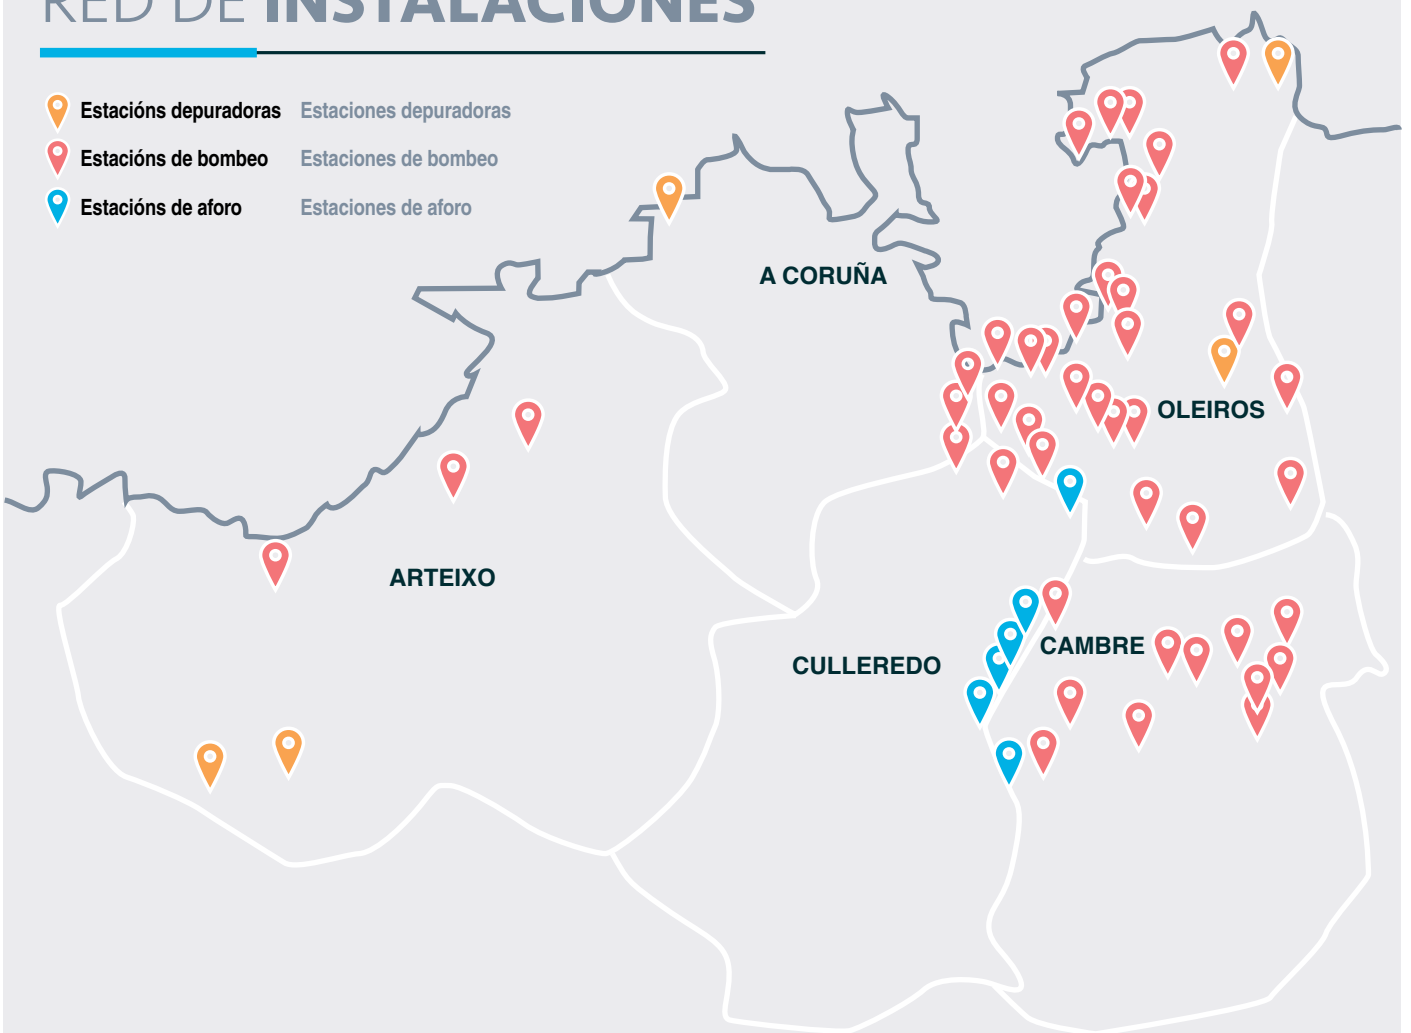 RED DE INSTALACIONES
Estacións depuradoras Estaciones depuradoras
Estacións de bombeo Estaciones de bombeo
Estacións de aforo Estaciones de aforo
A CORUÑA
OLEIROS
ARTEIXO
CAMBRE
CULLEREDO